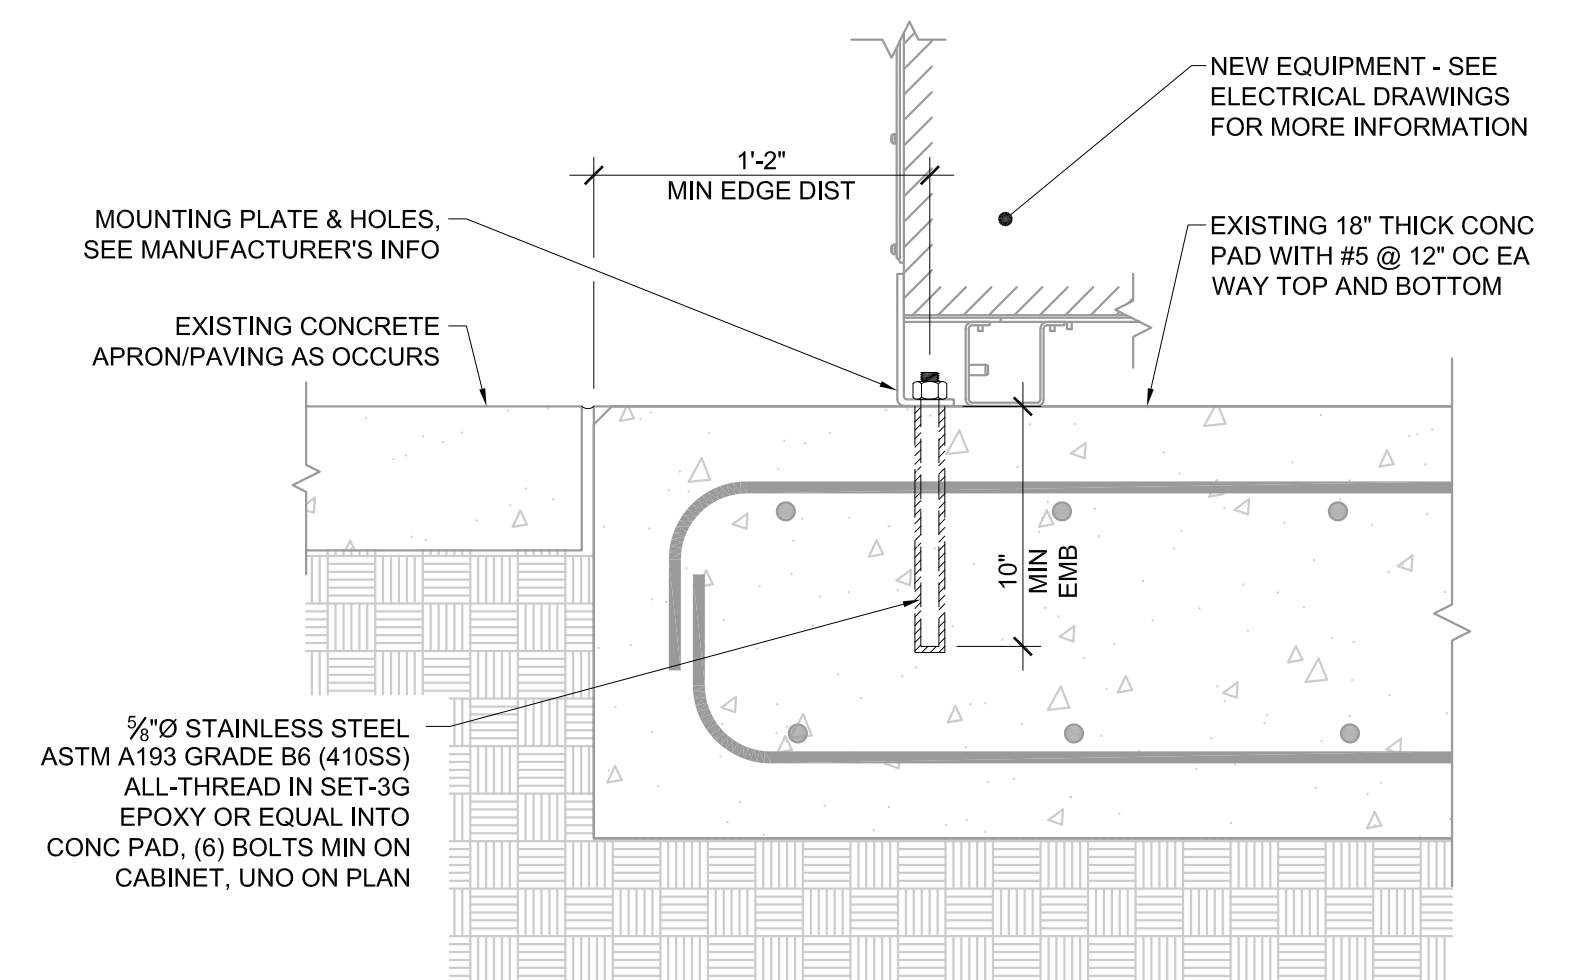 NEW EQUIPMENT - SEE
ELECTRICAL DRAWINGS
FOR MORE INFORMATION
1'-2"
MIN EDGE DIST
MOUNTING PLATE & HOLES,
SEE MANUFACTURER'S INFO
EXISTING 18" THICK CONC
PAD WITH #5 @ 12" OC EA
WAY TOP AND BOTTOM
EXISTING CONCRETE
APRON/PAVING AS OCCURS
10"
MIN
EMB
⅝"Ø STAINLESS STEEL
ASTM A193 GRADE B6 (410SS)
ALL-THREAD IN SET-3G
EPOXY OR EQUAL INTO
CONC PAD, (6) BOLTS MIN ON
CABINET, UNO ON PLAN